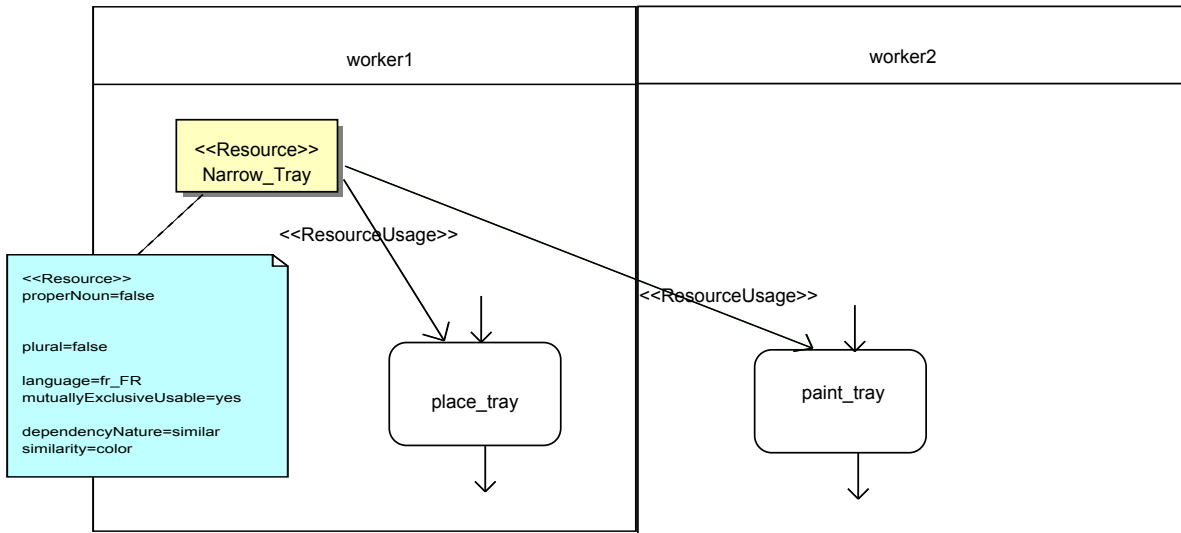 worker1
worker2
<<Resource>>
Narrow_Tray
<<ResourceUsage>>
<<Resource>>
properNoun=false
plural=false
language=fr_FR
mutuallyExclusiveUsable=yes
dependencyNature=similar
similarity=color
<<ResourceUsage>>
place_tray
paint_tray